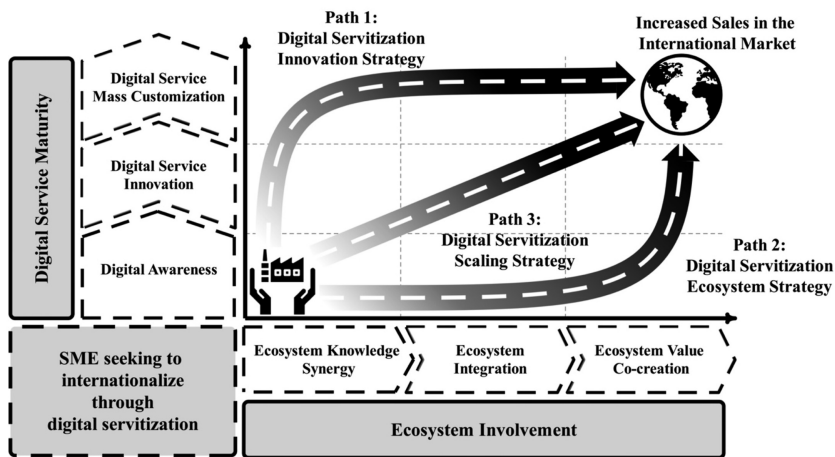 Path 1:
Digital Servitization
Innovation Strategy
Increased Sales in the
International Market
Digital Service Maturity
Digital Service
Mass Customization
Digital Service
Innovation
Digital Awareness
Path 3:
Digital Servitization
Scaling Strategy
Path 2:
Digital Servitization
Ecosystem Strategy
SME seeking to
internationalize
through
digital servitization
Ecosystem Knowledge
Synergy
Ecosystem
Integration
Ecosystem Value
Co-creation
Ecosystem Involvement